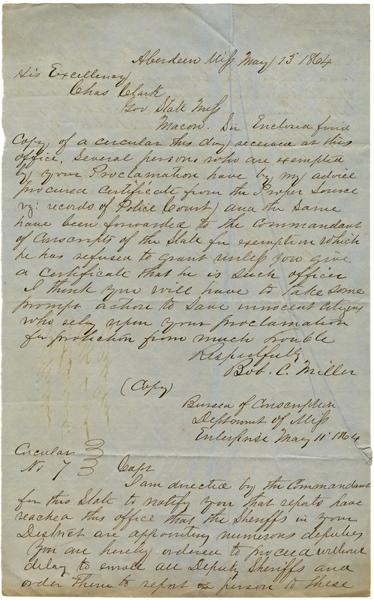 Aberdeen Miss May 15 1864
His Excellency
Chas Clark
Gov State Miss
Macon. Sir Enclosed find
Copy of a circular this day received at this
office. Several persons who are exempted
by your Proclamation have by my advice
procured Certificate from the Proper Source
vz: records of Police Court) and the same
have been forwarded to the Commandant
of Conscripts of the State for exemption which
he has refused to grant unless you give
a certificate that he is such officer
I think you will have to take some
prompt action to save innocent citizens
who rely upon your proclamation
for protection from much trouble
Respectfully
Bob. C. Miller
(Copy)
Bureau of Conscription
Department of Miss
Enterprise May 11 1864
Circular
No 7
Capt
I am directed by the Commandant
for this State to notify you that reports have
reached this office that the Sheriffs in your
District are appointing numerous deputies
You are hereby ordered to proceed without
delay to enroll all Deputy Sheriffs and
order them to report in person to these